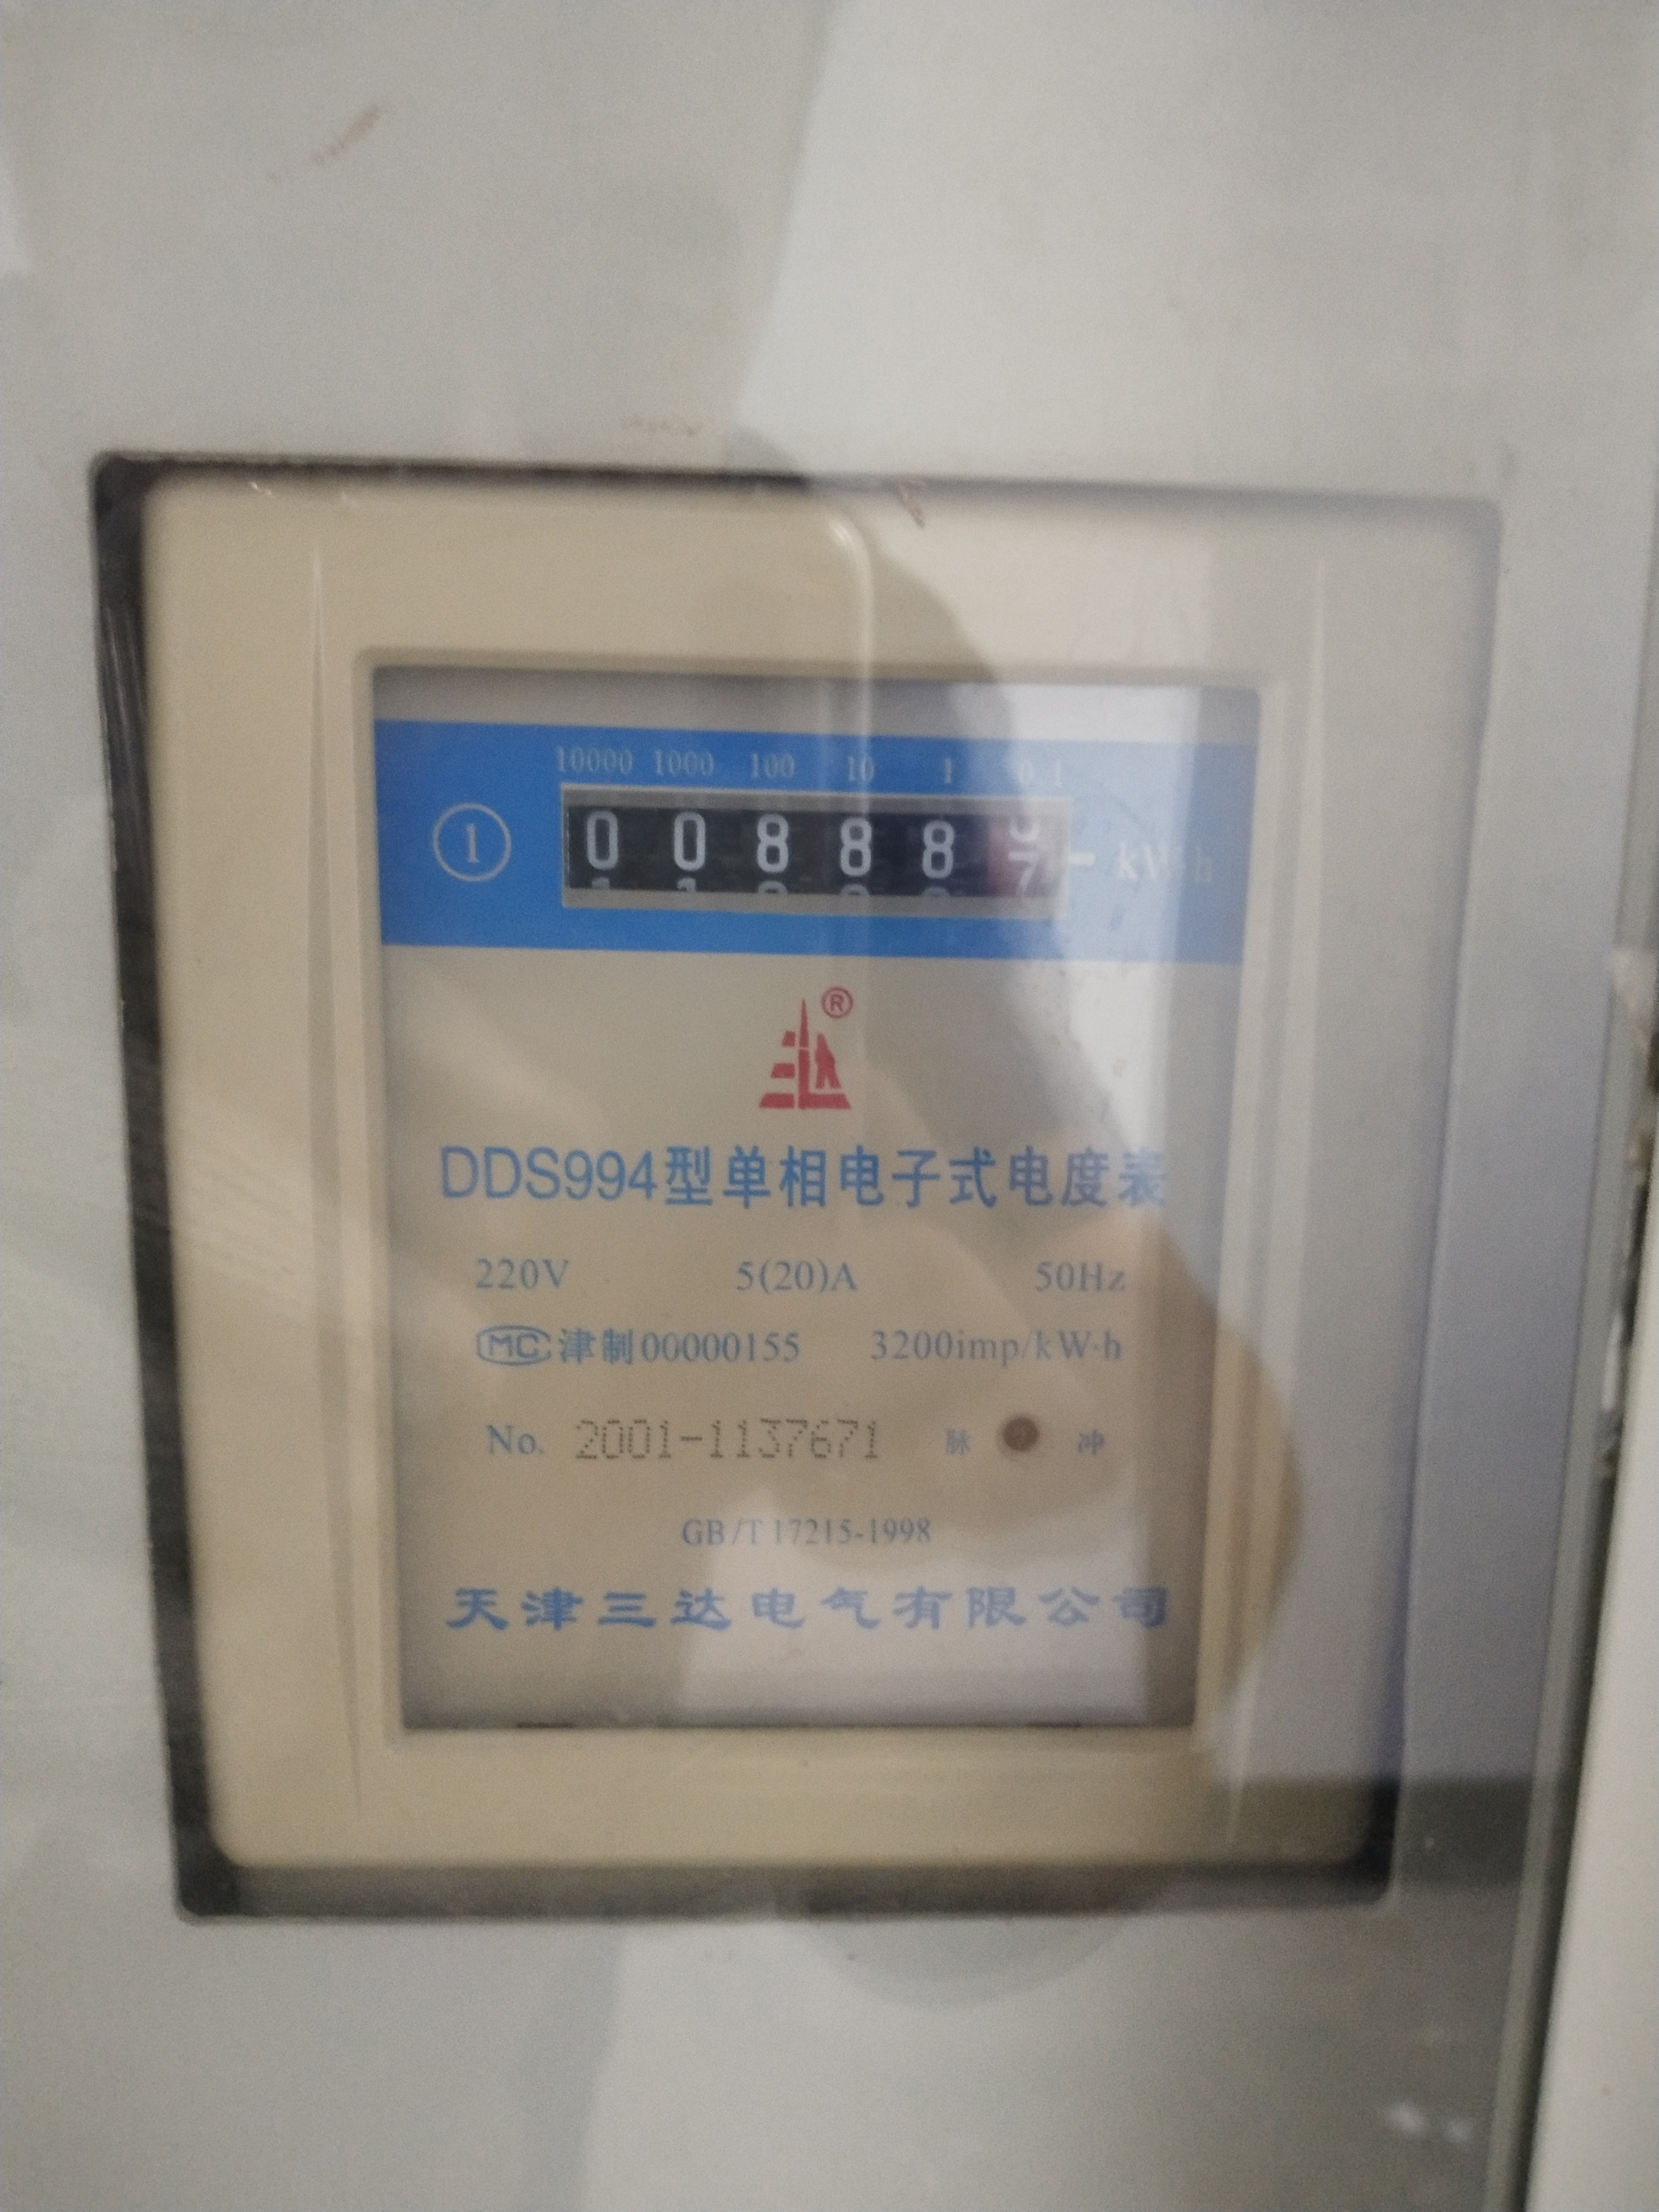 10000 1000 100 10 1 0.1
① 0 0 8 8 8 7 kW·h
®
DDS994型单相电子式电度表
220V 5(20)A 50Hz
MC 津制00000155 3200imp/kW·h
No. 2001-1137671 脉 冲
GB/T 17215-1998
天津三达电气有限公司